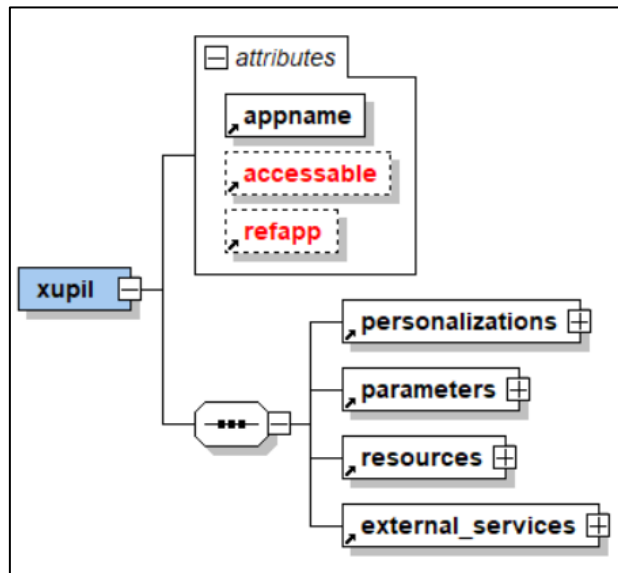 attributes
appname
accessable
refapp
xupil
personalizations
parameters
resources
external_services